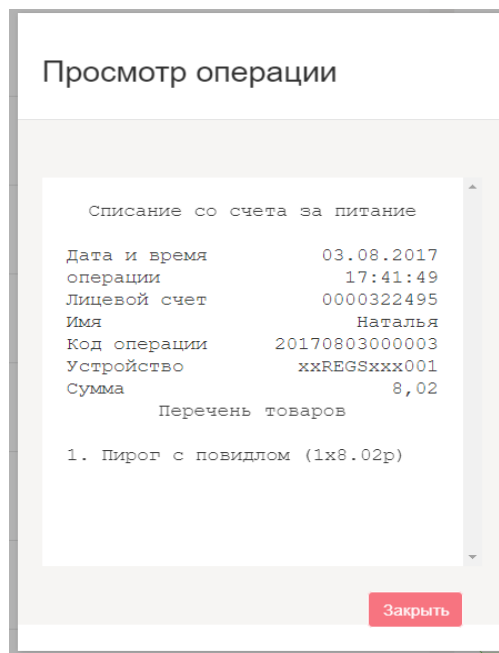 Просмотр операции
Списание со счета за питание
Дата и время 03.08.2017
операции 17:41:49
Лицевой счет 0000322495
Имя Наталья
Код операции 20170803000003
Устройство xxREGSxxx001
Сумма 8,02
Перечень товаров
1. Пирог с повидлом (1x8.02р)
Закрыть